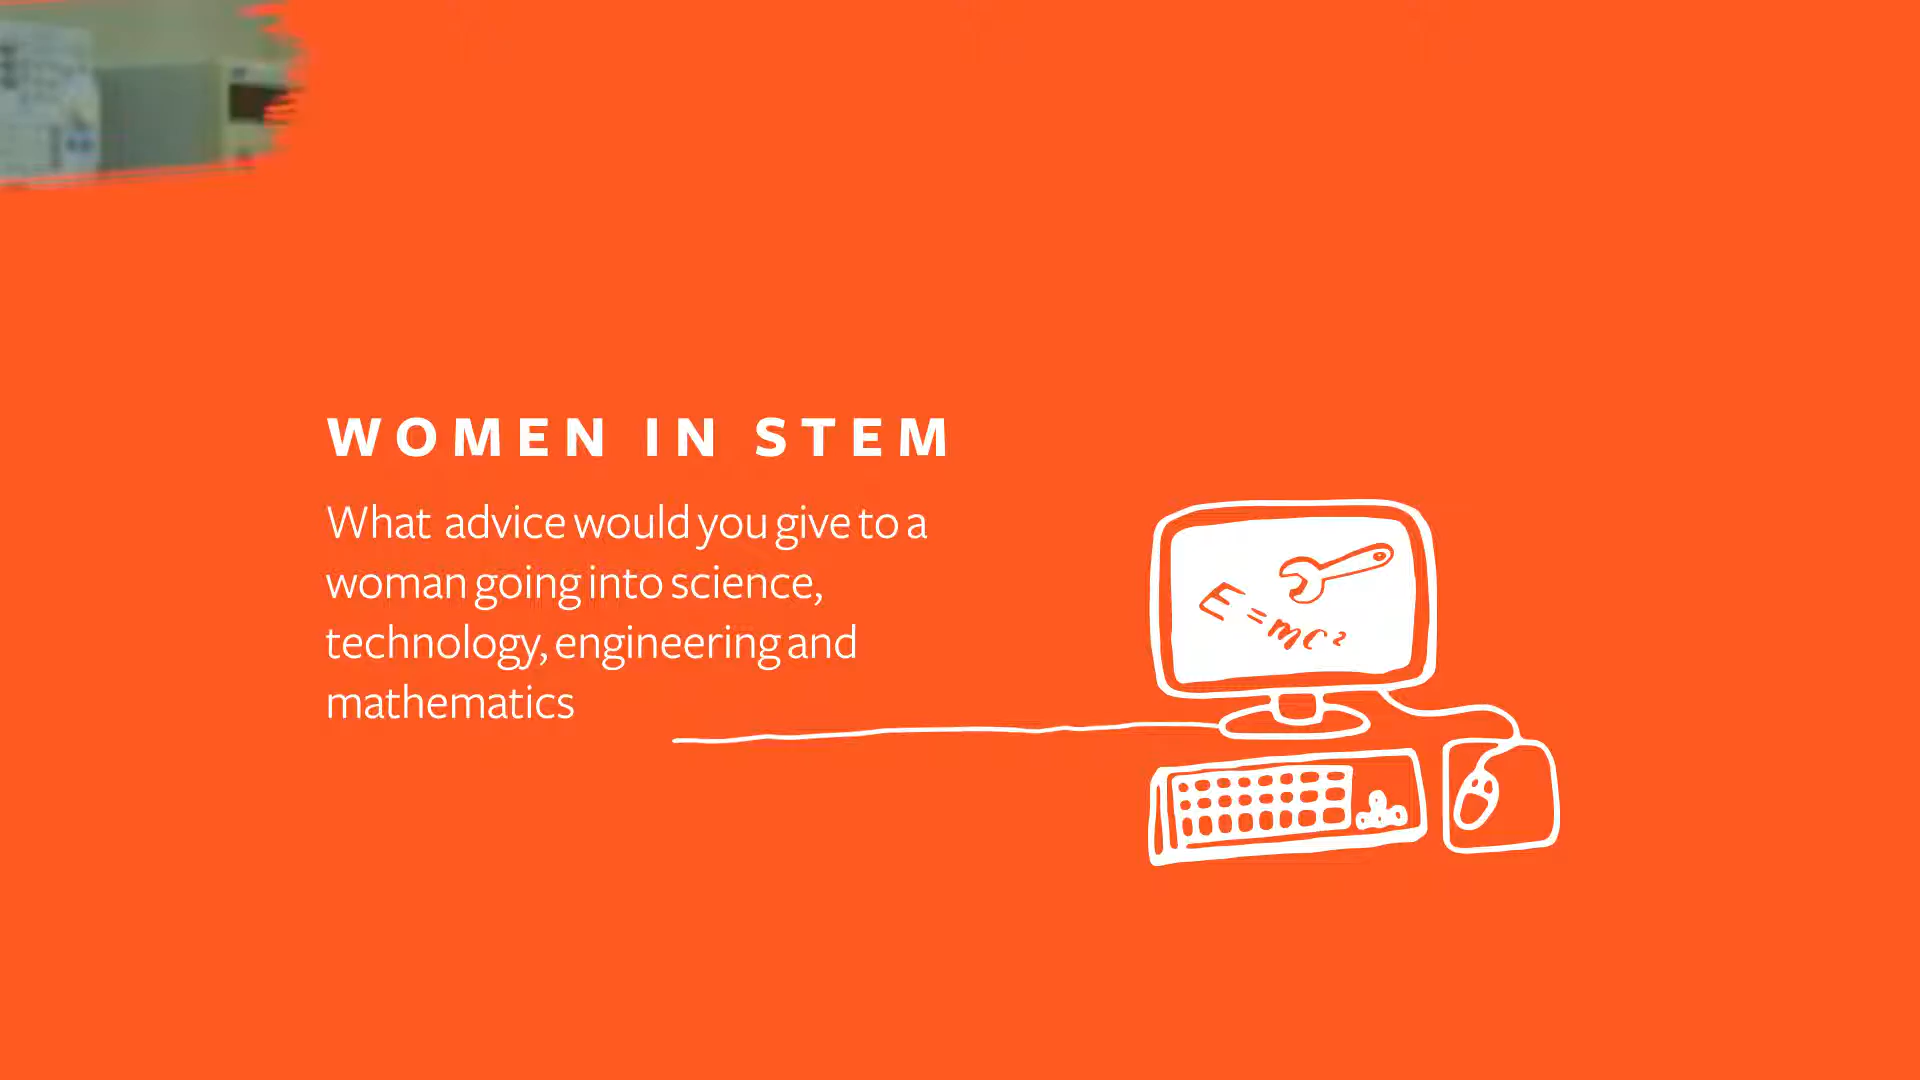 WOMEN IN STEM
What advice would you give to a
woman going into science,
technology, engineering and
mathematics
E = mc²